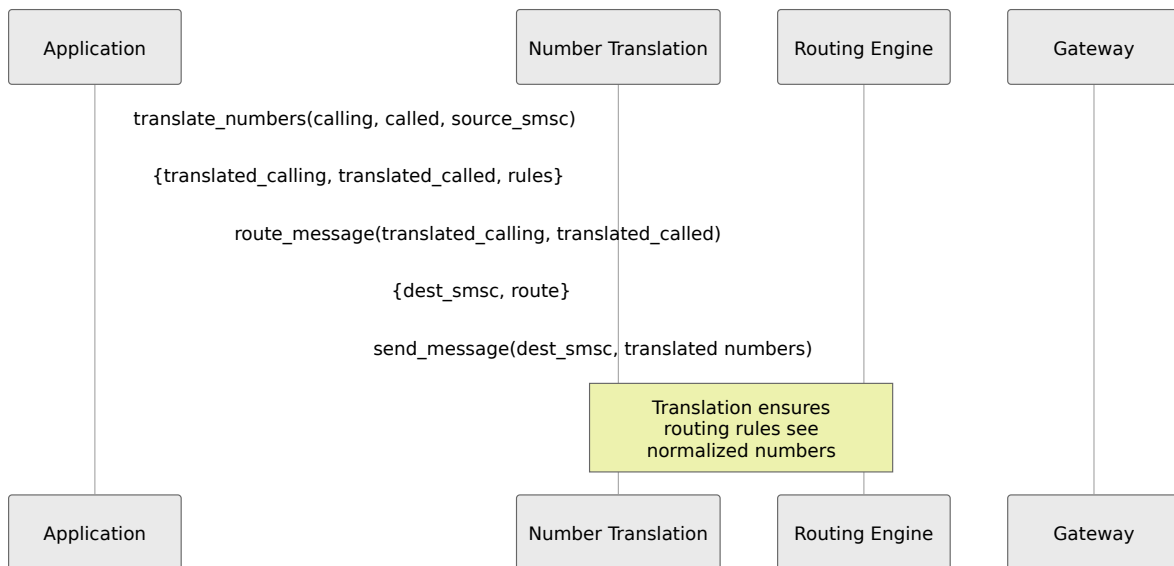 Application
Number Translation
Routing Engine
Gateway
translate_numbers(calling, called, source_smsc)
{translated_calling, translated_called, rules}
route_message(translated_calling, translated_called)
{dest_smsc, route}
send_message(dest_smsc, translated numbers)
Translation ensures
routing rules see
normalized numbers
Application
Number Translation
Routing Engine
Gateway